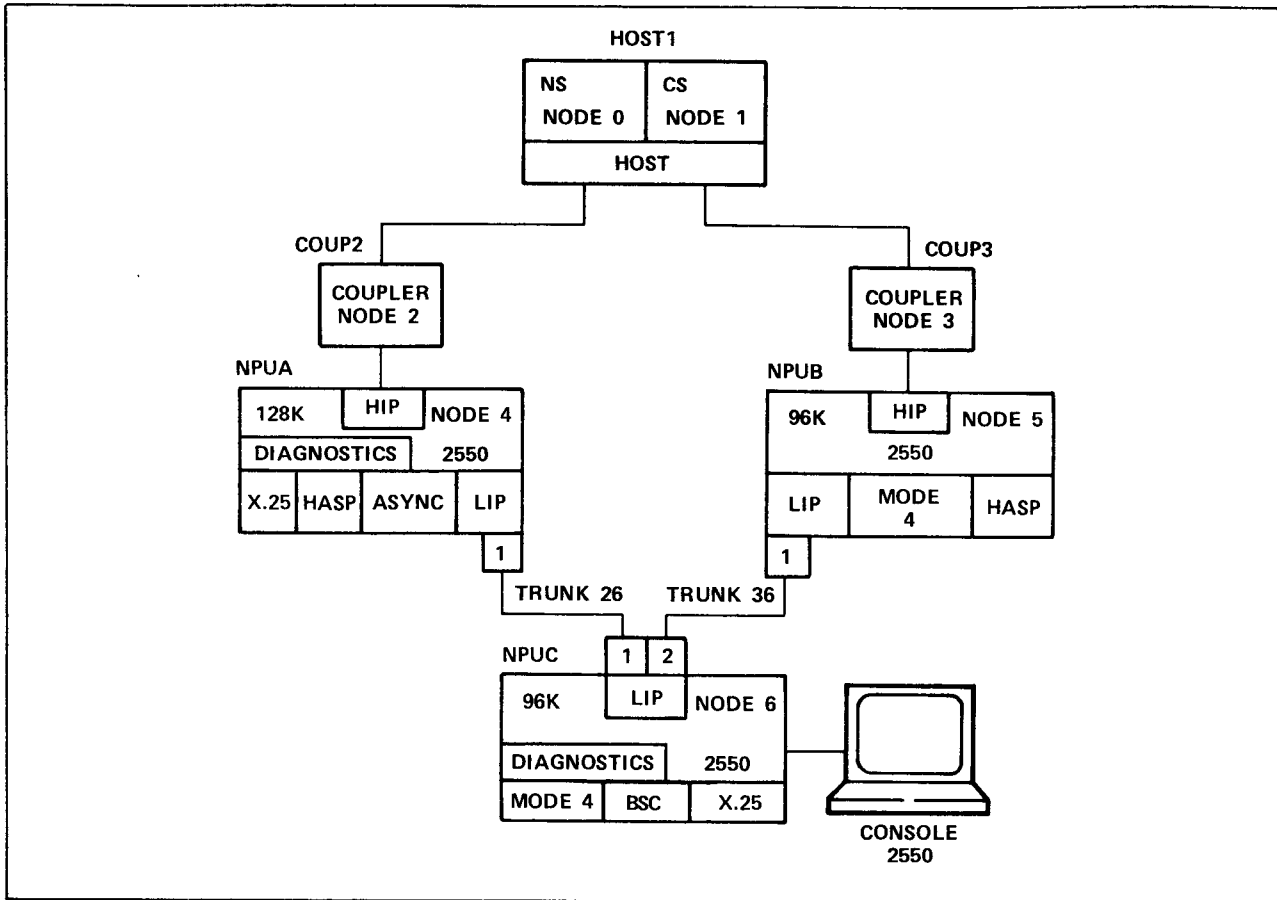 HOST1
NS
CS
NODE 0
NODE 1
HOST
COUP2
COUP3
COUPLER
NODE 2
COUPLER
NODE 3
NPUA
NPUB
128K
HIP
NODE 4
DIAGNOSTICS
2550
X.25
HASP
ASYNC
LIP
1
96K
HIP
NODE 5
2550
LIP
MODE
4
HASP
1
TRUNK 26
TRUNK 36
NPUC
1
2
96K
LIP
NODE 6
DIAGNOSTICS
2550
MODE 4
BSC
X.25
CONSOLE
2550